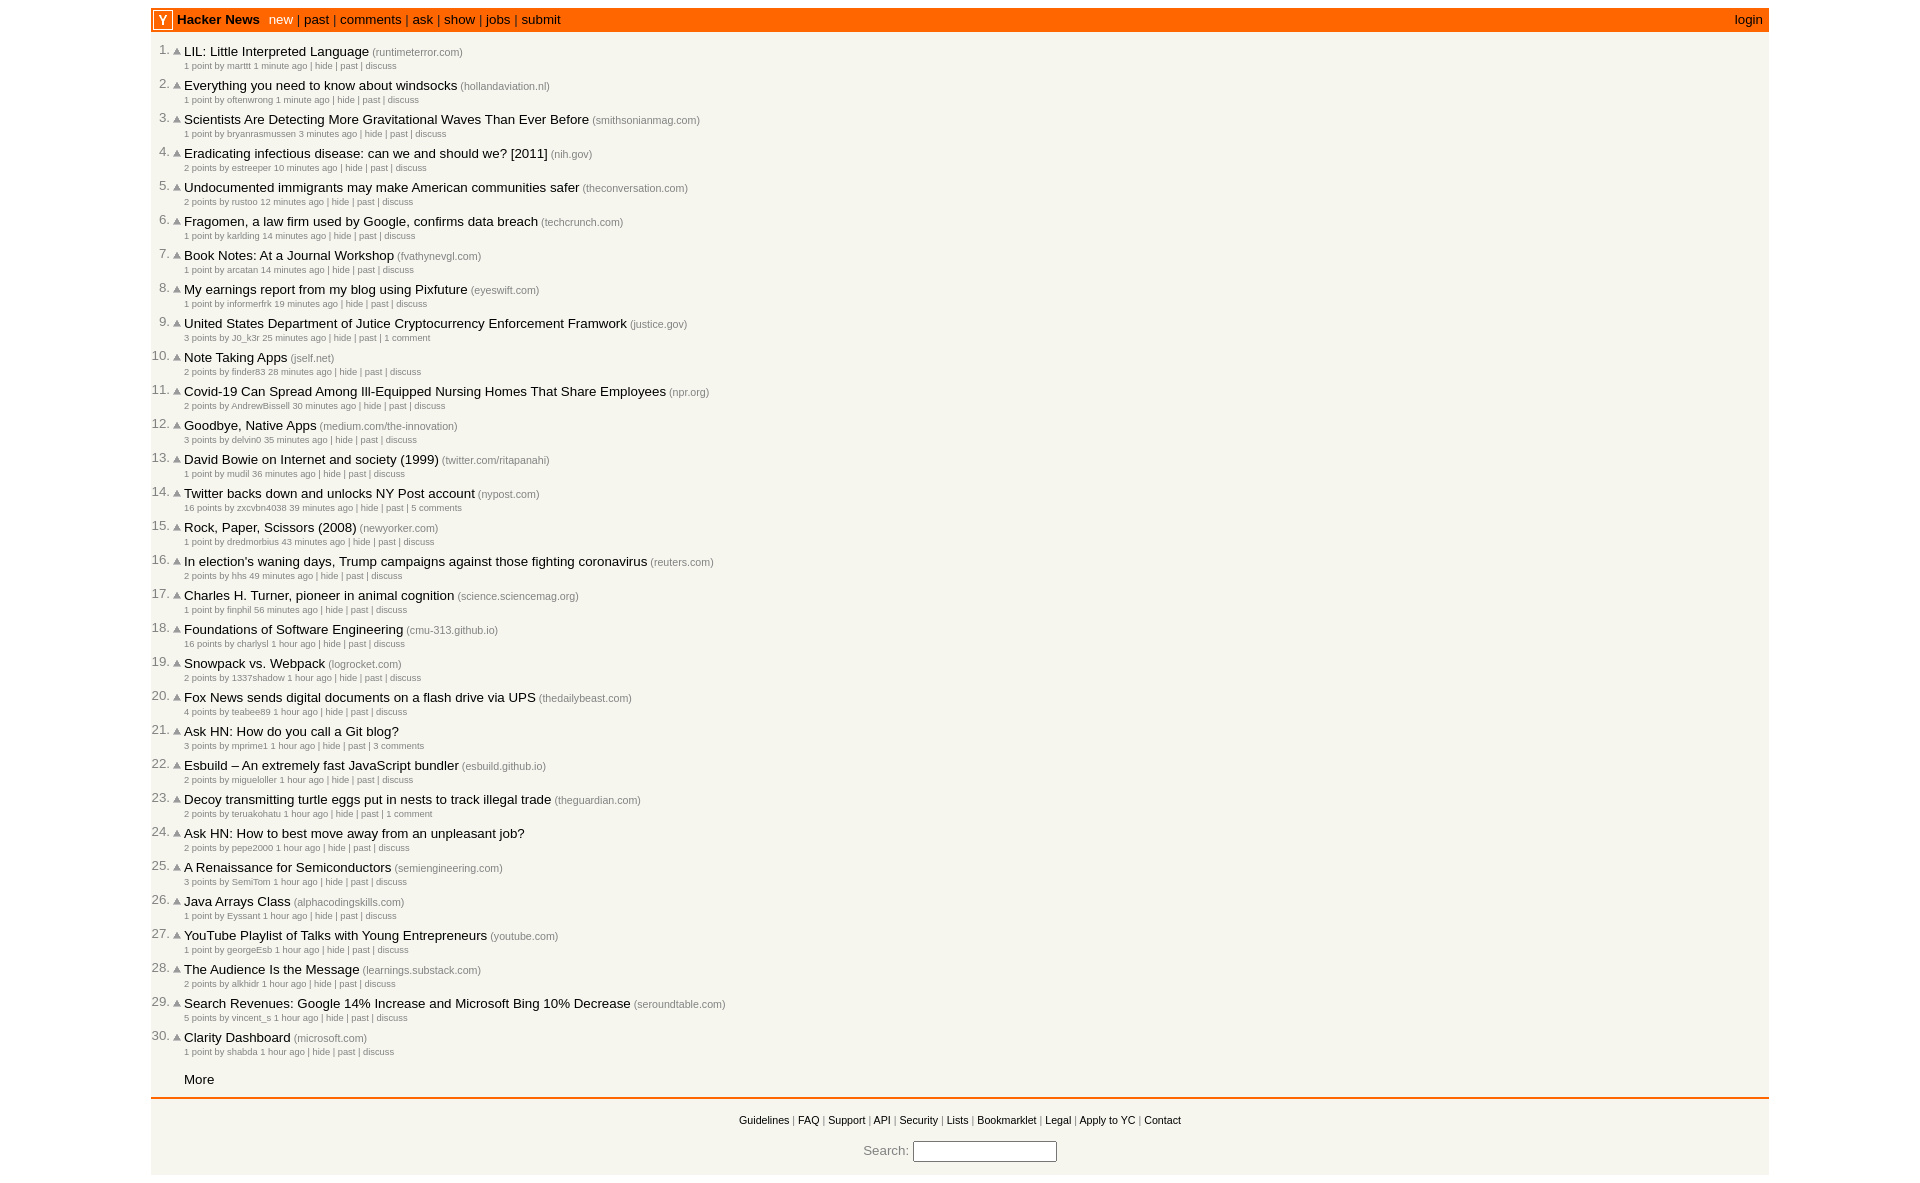 Y Hacker News new | past | comments | ask | show | jobs | submit login
1. LIL: Little Interpreted Language (runtimeterror.com)
1 point by marttt 1 minute ago | hide | past | discuss
2. Everything you need to know about windsocks (hollandaviation.nl)
1 point by oftenwrong 1 minute ago | hide | past | discuss
3. Scientists Are Detecting More Gravitational Waves Than Ever Before (smithsonianmag.com)
1 point by bryanrasmussen 3 minutes ago | hide | past | discuss
4. Eradicating infectious disease: can we and should we? [2011] (nih.gov)
2 points by estreeper 10 minutes ago | hide | past | discuss
5. Undocumented immigrants may make American communities safer (theconversation.com)
2 points by rustoo 12 minutes ago | hide | past | discuss
6. Fragomen, a law firm used by Google, confirms data breach (techcrunch.com)
1 point by karlding 14 minutes ago | hide | past | discuss
7. Book Notes: At a Journal Workshop (fvathynevgl.com)
1 point by arcatan 14 minutes ago | hide | past | discuss
8. My earnings report from my blog using Pixfuture (eyeswift.com)
1 point by informerfrk 19 minutes ago | hide | past | discuss
9. United States Department of Jutice Cryptocurrency Enforcement Framwork (justice.gov)
3 points by J0_k3r 25 minutes ago | hide | past | 1 comment
10. Note Taking Apps (jself.net)
2 points by finder83 28 minutes ago | hide | past | discuss
11. Covid-19 Can Spread Among Ill-Equipped Nursing Homes That Share Employees (npr.org)
2 points by AndrewBissell 30 minutes ago | hide | past | discuss
12. Goodbye, Native Apps (medium.com/the-innovation)
3 points by delvin0 35 minutes ago | hide | past | discuss
13. David Bowie on Internet and society (1999) (twitter.com/ritapanahi)
1 point by mudil 36 minutes ago | hide | past | discuss
14. Twitter backs down and unlocks NY Post account (nypost.com)
16 points by zxcvbn4038 39 minutes ago | hide | past | 5 comments
15. Rock, Paper, Scissors (2008) (newyorker.com)
1 point by dredmorbius 43 minutes ago | hide | past | discuss
16. In election's waning days, Trump campaigns against those fighting coronavirus (reuters.com)
2 points by hhs 49 minutes ago | hide | past | discuss
17. Charles H. Turner, pioneer in animal cognition (science.sciencemag.org)
1 point by finphil 56 minutes ago | hide | past | discuss
18. Foundations of Software Engineering (cmu-313.github.io)
16 points by charlysl 1 hour ago | hide | past | discuss
19. Snowpack vs. Webpack (logrocket.com)
2 points by 1337shadow 1 hour ago | hide | past | discuss
20. Fox News sends digital documents on a flash drive via UPS (thedailybeast.com)
4 points by teabee89 1 hour ago | hide | past | discuss
21. Ask HN: How do you call a Git blog?
3 points by mprime1 1 hour ago | hide | past | 3 comments
22. Esbuild – An extremely fast JavaScript bundler (esbuild.github.io)
2 points by migueloller 1 hour ago | hide | past | discuss
23. Decoy transmitting turtle eggs put in nests to track illegal trade (theguardian.com)
2 points by teruakohatu 1 hour ago | hide | past | 1 comment
24. Ask HN: How to best move away from an unpleasant job?
2 points by pepe2000 1 hour ago | hide | past | discuss
25. A Renaissance for Semiconductors (semiengineering.com)
3 points by SemiTom 1 hour ago | hide | past | discuss
26. Java Arrays Class (alphacodingskills.com)
1 point by Eyssant 1 hour ago | hide | past | discuss
27. YouTube Playlist of Talks with Young Entrepreneurs (youtube.com)
1 point by georgeEsb 1 hour ago | hide | past | discuss
28. The Audience Is the Message (learnings.substack.com)
2 points by alkhidr 1 hour ago | hide | past | discuss
29. Search Revenues: Google 14% Increase and Microsoft Bing 10% Decrease (seroundtable.com)
5 points by vincent_s 1 hour ago | hide | past | discuss
30. Clarity Dashboard (microsoft.com)
1 point by shabda 1 hour ago | hide | past | discuss
More
Guidelines | FAQ | Support | API | Security | Lists | Bookmarklet | Legal | Apply to YC | Contact
Search: